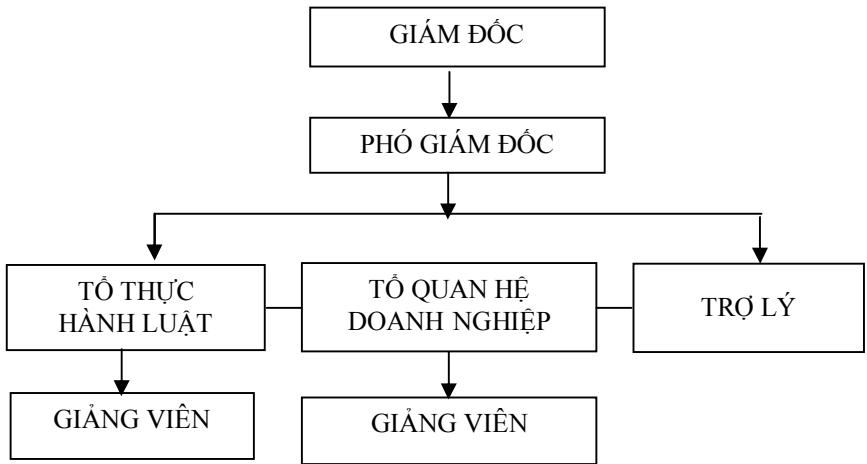 GIÁM ĐỐC
PHÓ GIÁM ĐỐC
TỔ THỰC
HÀNH LUẬT
TỔ QUAN HỆ
DOANH NGHIỆP
TRỢ LÝ
GIẢNG VIÊN
GIẢNG VIÊN